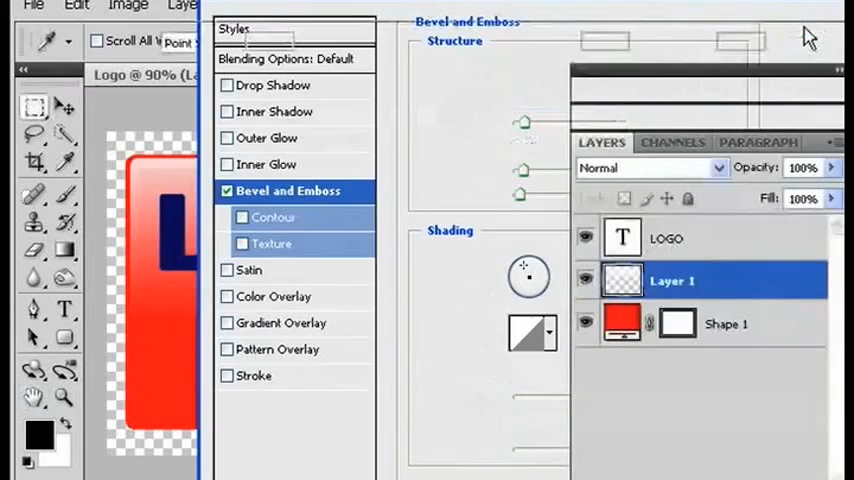 File Edit Image Laye
Scroll All W
Point S
Logo @ 90% (La
L
Styles
Blending Options: Default
Drop Shadow
Inner Shadow
Outer Glow
Inner Glow
Bevel and Emboss
Contour
Texture
Satin
Color Overlay
Gradient Overlay
Pattern Overlay
Stroke
Bevel and Emboss
Structure
Shading
LAYERS CHANNELS PARAGRAPH
Normal Opacity: 100%
Lock: Fill: 100%
T LOGO
Layer 1
Shape 1